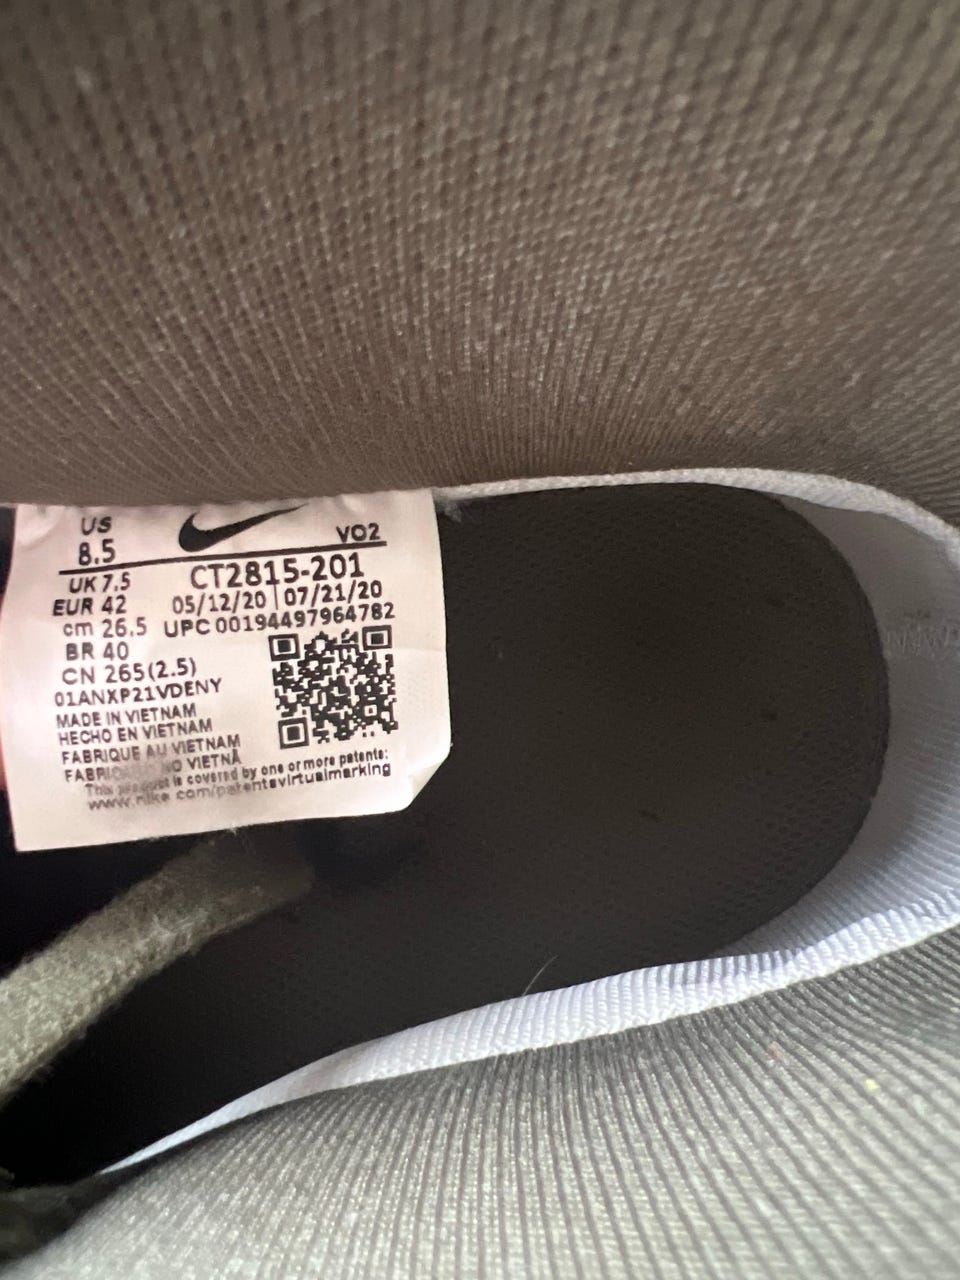 US
8.5
VO2
UK 7.5
CT2815-201
EUR 42
05/12/20 | 07/21/20
cm 26.5
UPC 00194497964782
BR 40
CN 265(2.5)
01ANXP21VDENY
MADE IN VIETNAM
HECHO EN VIETNAM
FABRIQUE AU VIETNAM
NO VIETNÃ
This product is covered by one or more patents:
www.nike.com/patentsvirtualmarking